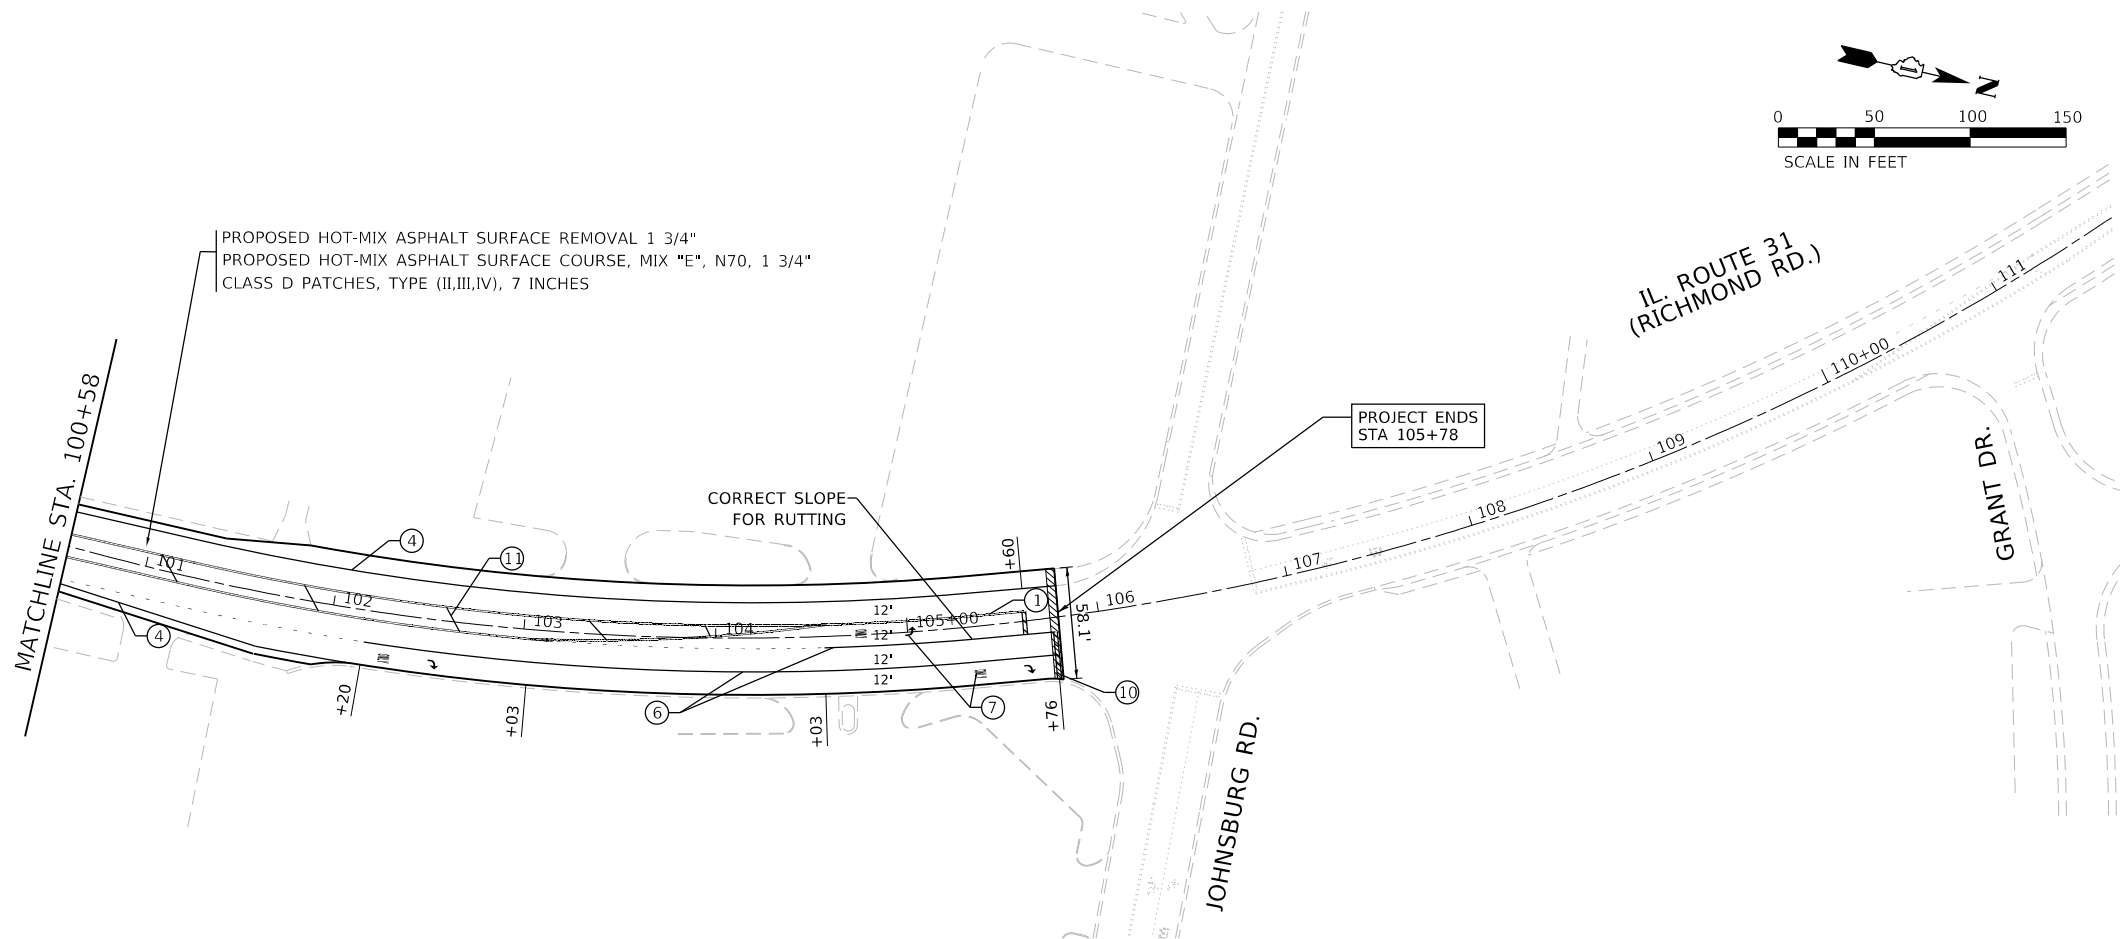 N
0 50 100 150
SCALE IN FEET
PROPOSED HOT-MIX ASPHALT SURFACE REMOVAL 1 3/4"
PROPOSED HOT-MIX ASPHALT SURFACE COURSE, MIX "E", N70, 1 3/4"
CLASS D PATCHES, TYPE (II,III,IV), 7 INCHES
IL. ROUTE 31
(RICHMOND RD.)
MATCHLINE STA. 100+58
PROJECT ENDS
STA 105+78
CORRECT SLOPE
FOR RUTTING
GRANT DR.
JOHNSBURG RD.
4
11
1
4
6
7
10
101
102
103
104
105+00
106
107
108
109
110+00
111
+60
58.1'
12'
12'
12'
12'
+20
+03
+03
+76